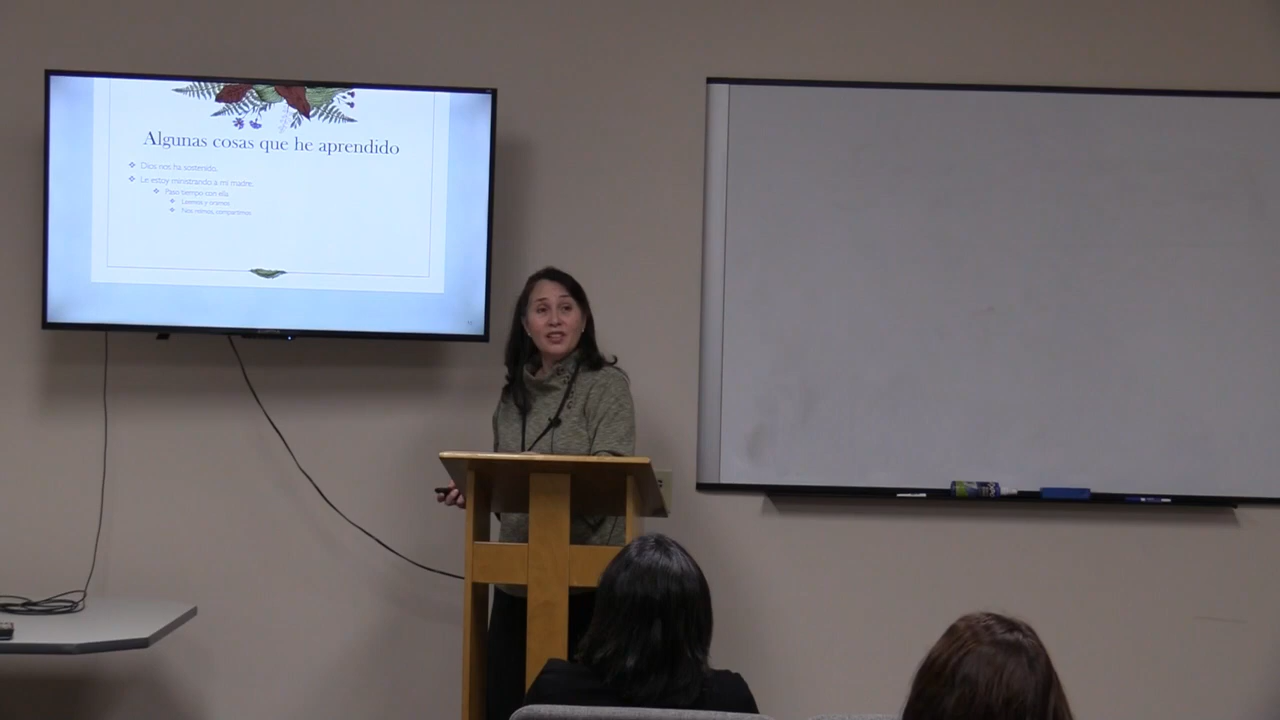 Algunas cosas que he aprendido
Dios nos ha sostenido.
Le estoy ministrando a mi madre.
Paso tiempo con ella
Leemos y oramos
Nos reímos, compartimos